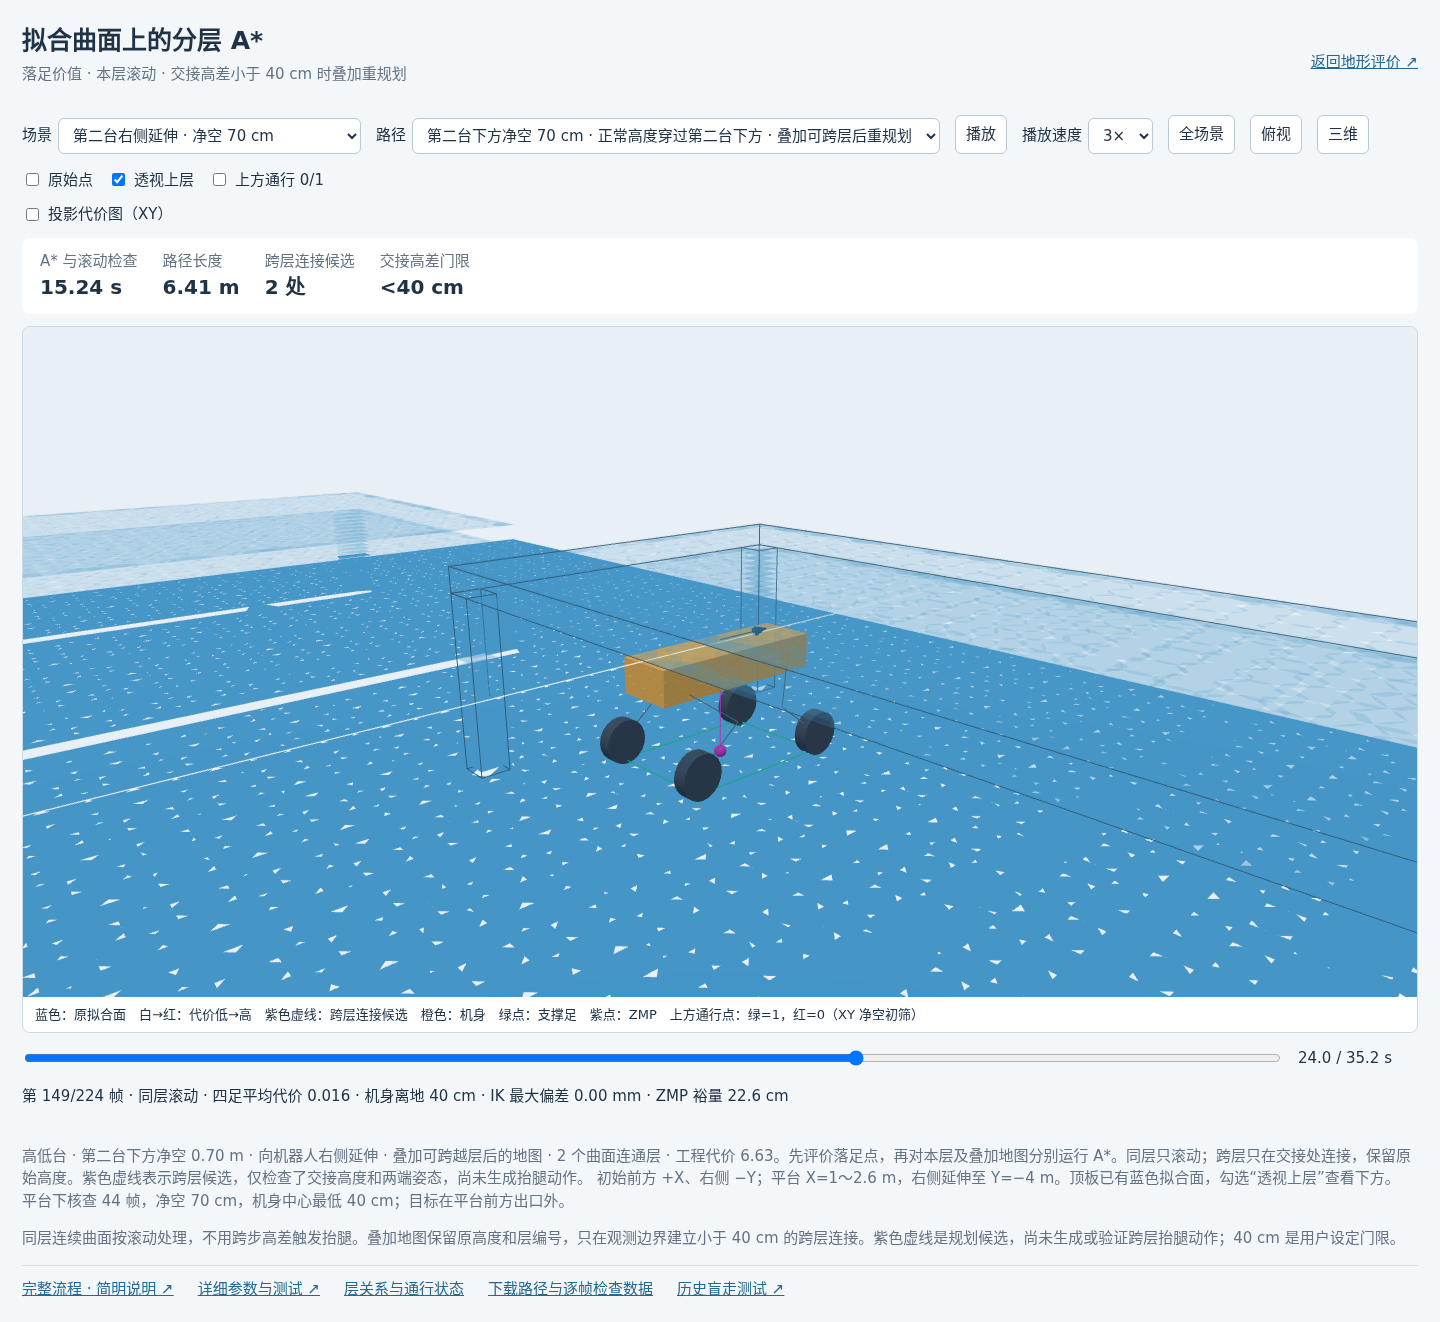 拟合曲面上的分层 A*
落足价值 · 本层滚动 · 交接高差小于 40 cm 时叠加重规划
返回地形评价 ↗
场景 第二台右侧延伸 · 净空 70 cm 路径 第二台下方净空 70 cm · 正常高度穿过第二台下方 · 叠加可跨层后重规划 播放 播放速度 3× 全场景 俯视 三维
原始点 透视上层 上方通行 0/1
投影代价图（XY）
A* 与滚动检查 路径长度 跨层连接候选 交接高差门限
15.24 s 6.41 m 2 处 <40 cm
蓝色：原拟合面 白→红：代价低→高 紫色虚线：跨层连接候选 橙色：机身 绿点：支撑足 紫点：ZMP 上方通行点：绿=1，红=0（XY 净空初筛）
24.0 / 35.2 s
第 149/224 帧 · 同层滚动 · 四足平均代价 0.016 · 机身离地 40 cm · IK 最大偏差 0.00 mm · ZMP 裕量 22.6 cm
高低台 · 第二台下方净空 0.70 m · 向机器人右侧延伸 · 叠加可跨越层后的地图 · 2 个曲面连通层 · 工程代价 6.63。先评价落足点，再对本层及叠加地图分别运行 A*。同层只滚动；跨层只在交接处连接，保留原
始高度。紫色虚线表示跨层候选，仅检查了交接高度和两端姿态，尚未生成抬腿动作。 初始前方 +X、右侧 −Y；平台 X=1～2.6 m，右侧延伸至 Y=−4 m。顶板已有蓝色拟合面，勾选“透视上层”查看下方。
平台下核查 44 帧，净空 70 cm，机身中心最低 40 cm；目标在平台前方出口外。
同层连续曲面按滚动处理，不用跨步高差触发抬腿。叠加地图保留原高度和层编号，只在观测边界建立小于 40 cm 的跨层连接。紫色虚线是规划候选，尚未生成或验证跨层抬腿动作；40 cm 是用户设定门限。
完整流程 · 简明说明 ↗ 详细参数与测试 ↗ 层关系与通行状态 下载路径与逐帧检查数据 历史盲走测试 ↗